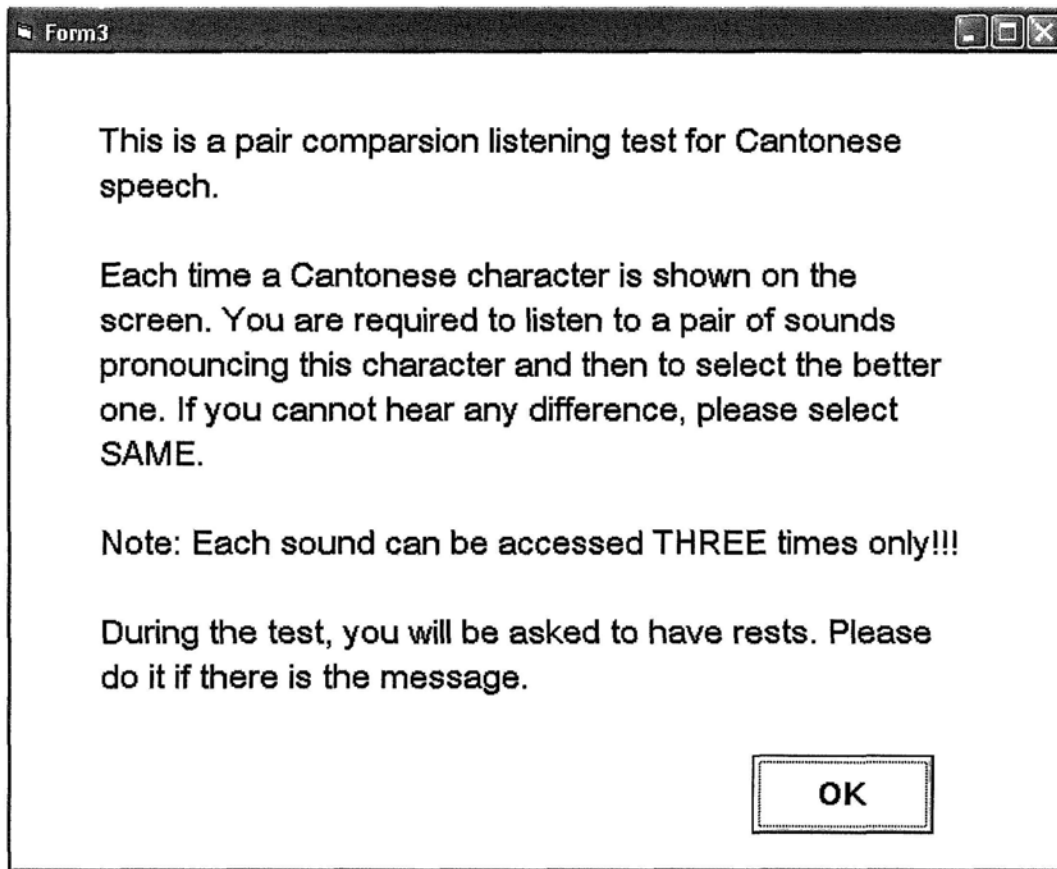 Form3
This is a pair comparsion listening test for Cantonese
speech.
Each time a Cantonese character is shown on the
screen. You are required to listen to a pair of sounds
pronouncing this character and then to select the better
one. If you cannot hear any difference, please select
SAME.
Note: Each sound can be accessed THREE times only!!!
During the test, you will be asked to have rests. Please
do it if there is the message.
OK